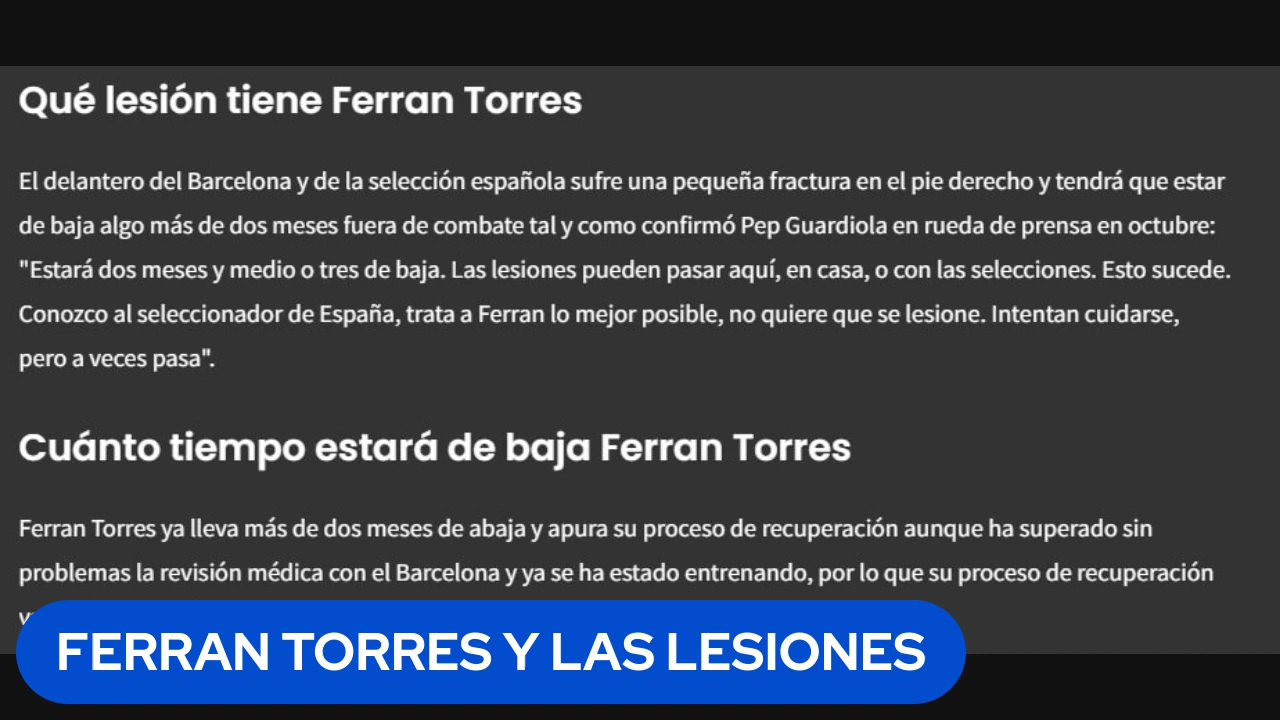 Qué lesión tiene Ferran Torres
El delantero del Barcelona y de la selección española sufre una pequeña fractura en el pie derecho y tendrá que estar
de baja algo más de dos meses fuera de combate tal y como confirmó Pep Guardiola en rueda de prensa en octubre:
"Estará dos meses y medio o tres de baja. Las lesiones pueden pasar aquí, en casa, o con las selecciones. Esto sucede.
Conozco al seleccionador de España, trata a Ferran lo mejor posible, no quiere que se lesione. Intentan cuidarse,
pero a veces pasa".
Cuánto tiempo estará de baja Ferran Torres
Ferran Torres ya lleva más de dos meses de abaja y apura su proceso de recuperación aunque ha superado sin
problemas la revisión médica con el Barcelona y ya se ha estado entrenando, por lo que su proceso de recuperación
FERRAN TORRES Y LAS LESIONES